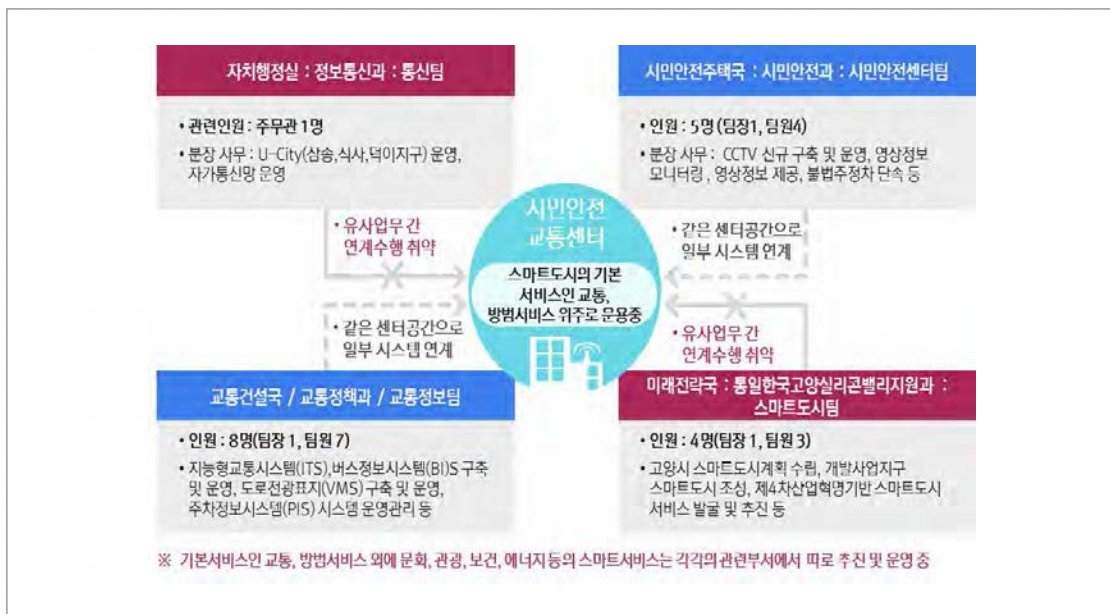 자치행정실 : 정보통신과 : 통신팀
• 관련인원 : 주무관 1명
• 분장 사무 : U-City(삼송,식사,덕이지구) 운영,
자가통신망 운영
시민안전주택국 : 시민안전과 : 시민안전센터팀
• 인원 : 5명 (팀장1, 팀원4)
• 분장 사무 : CCTV 신규 구축 및 운영, 영상정보
모니터링 , 영상정보 제공, 불법주정차 단속 등
• 유사업무 간
연계수행 취약
시민안전
교통센터
스마트도시의 기본
서비스인 교통,
방범서비스 위주로 운용중
• 같은 센터공간으로
일부 시스템 연계
• 같은 센터공간으로
일부 시스템 연계
• 유사업무 간
연계수행 취약
교통건설국 / 교통정책과 / 교통정보팀
• 인원 : 8명(팀장 1, 팀원 7)
• 지능형교통시스템(ITS),버스정보시스템(BI)S 구축
및 운영, 도로전광표지(VMS) 구축 및 운영,
주차정보시스템(PIS) 시스템 운영관리 등
미래전략국 : 통일한국고양실리콘밸리지원과 :
스마트도시팀
• 인원 : 4명(팀장 1, 팀원 3)
• 고양시 스마트도시계획 수립, 개발사업지구
스마트도시 조성, 제4차산업혁명기반 스마트도시
서비스 발굴 및 추진 등
※ 기본서비스인 교통, 방범서비스 외에 문화, 관광, 보건, 에너지 등의 스마트서비스는 각각의 관련부서에서 따로 추진 및 운영 중